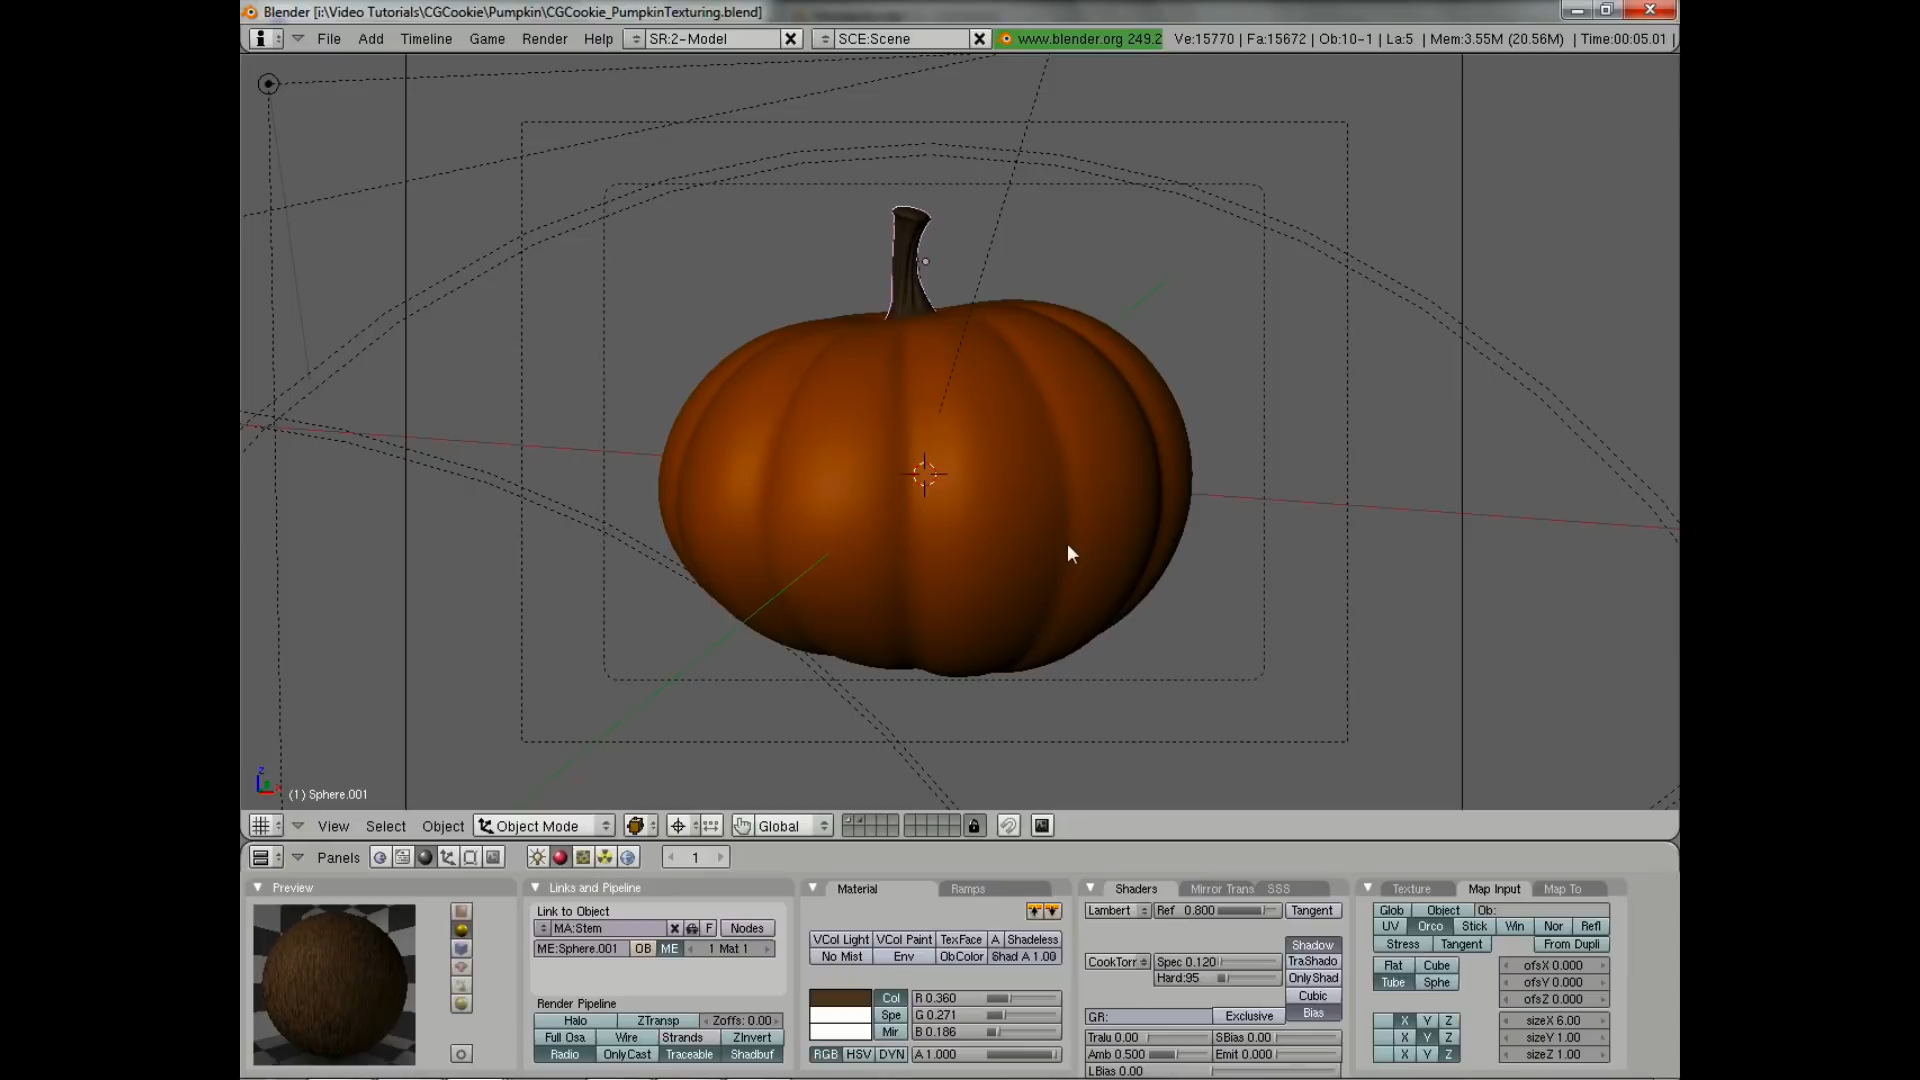 Blender [i:\Video Tutorials\CGCookie\Pumpkin\CGCookie_PumpkinTexturing.blend]
File Add Timeline Game Render Help SR:2-Model SCE:Scene www.blender.org 249.2 Ve:15770 | Fa:15672 | Ob:10-1 | La:5 | Mem:3.55M (20.56M) | Time:00:05.01 |
z
(1) Sphere.001
View Select Object Object Mode Global
Panels 1
Preview
Links and Pipeline
Link to Object
MA:Stem F Nodes
ME:Sphere.001 OB ME 1 Mat 1
Render Pipeline
Halo ZTransp Zoffs: 0.00
Full Osa Wire Strands ZInvert
Radio OnlyCast Traceable Shadbuf
Material Ramps
VCol Light VCol Paint TexFace A Shadeless
No Mist Env ObColor Shad A 1.00
Col R 0.360
Spe G 0.271
Mir B 0.186
RGB HSV DYN A 1.000
Shaders Mirror Trans SSS
Lambert Ref 0.800 Tangent
Shadow
CookTorr Spec 0.120 TraShado
Hard:95 OnlyShad
Cubic
GR: Exclusive Bias
Tralu 0.00 SBias 0.00
Amb 0.500 Emit 0.000
LBias 0.00
Texture Map Input Map To
Glob Object Ob:
UV Orco Stick Win Nor Refl
Stress Tangent From Dupli
Flat Cube ofsX 0.000
Tube Sphe ofsY 0.000
ofsZ 0.000
X Y Z sizeX 6.00
X Y Z sizeY 1.00
X Y Z sizeZ 1.00